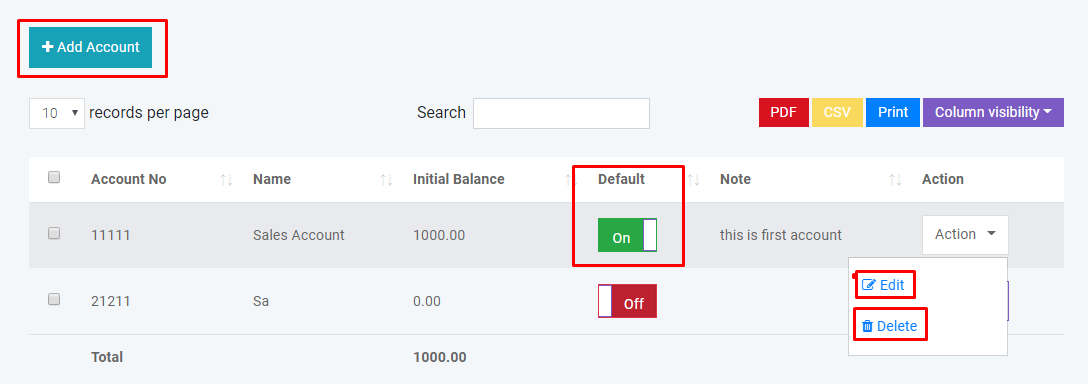 Add Account
10 records per page Search PDF CSV Print Column visibility
Account No Name Initial Balance Default Note Action
11111 Sales Account 1000.00 On this is first account Action
Edit
21211 Sa 0.00 Off
Delete
Total 1000.00